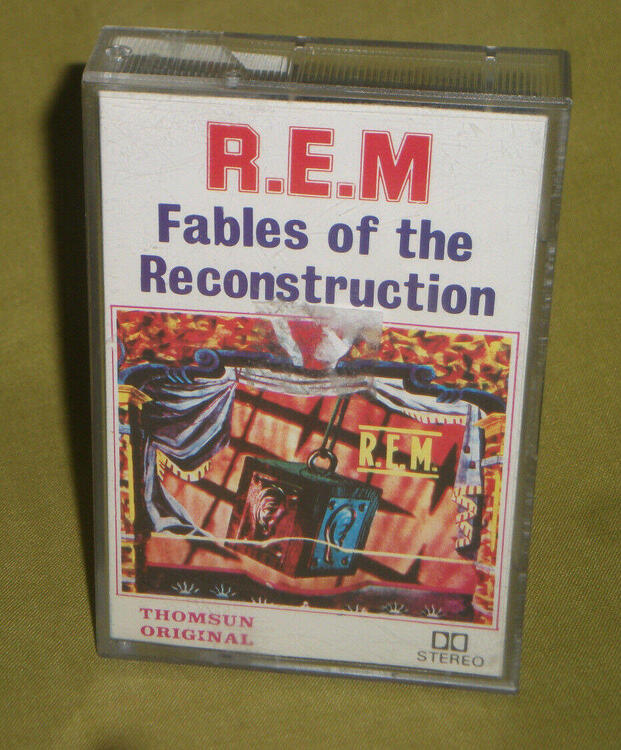 R.E.M
Fables of the
Reconstruction
R.E.M.
THOMSUN
ORIGINAL
STEREO